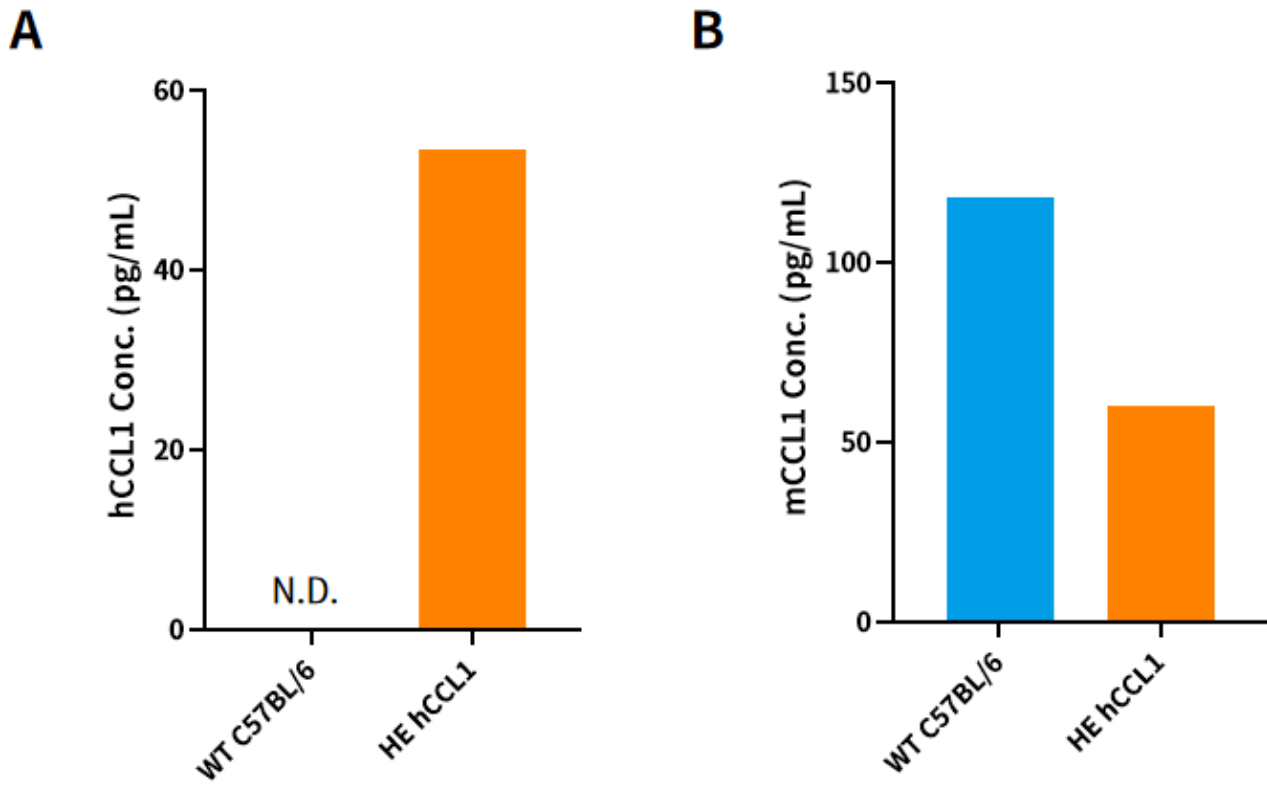 A
hCCL1 Conc. (pg/mL)
60
40
20
0
N.D.
WT C57BL/6
HE hCCL1
B
mCCL1 Conc. (pg/mL)
150
100
50
0
WT C57BL/6
HE hCCL1